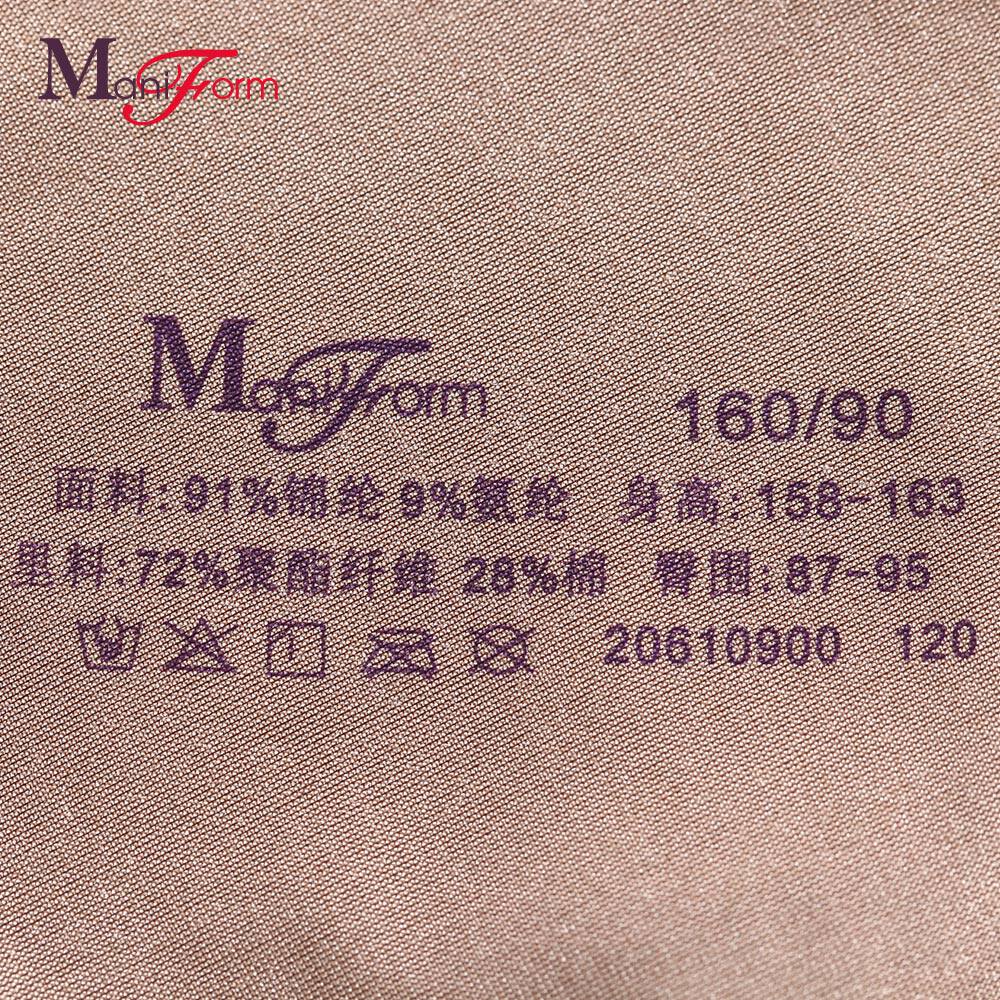 ManiForm
ManiForm 160/90
面料:91%锦纶 9%氨纶 身高:158-163
里料:72%聚酯纤维 28%棉 臀围:87-95
20610900 120